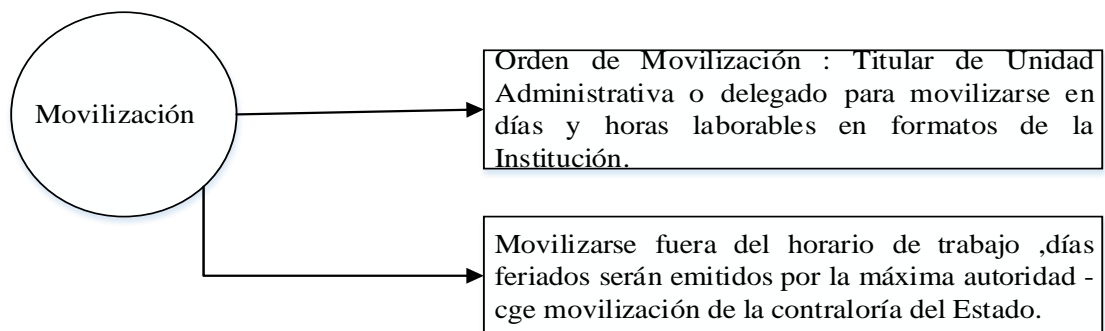 Movilización
Orden de Movilización : Titular de Unidad
Administrativa o delegado para movilizarse en
días y horas laborables en formatos de la
Institución.
Movilizarse fuera del horario de trabajo ,días
feriados serán emitidos por la máxima autoridad -
cge movilización de la contraloría del Estado.